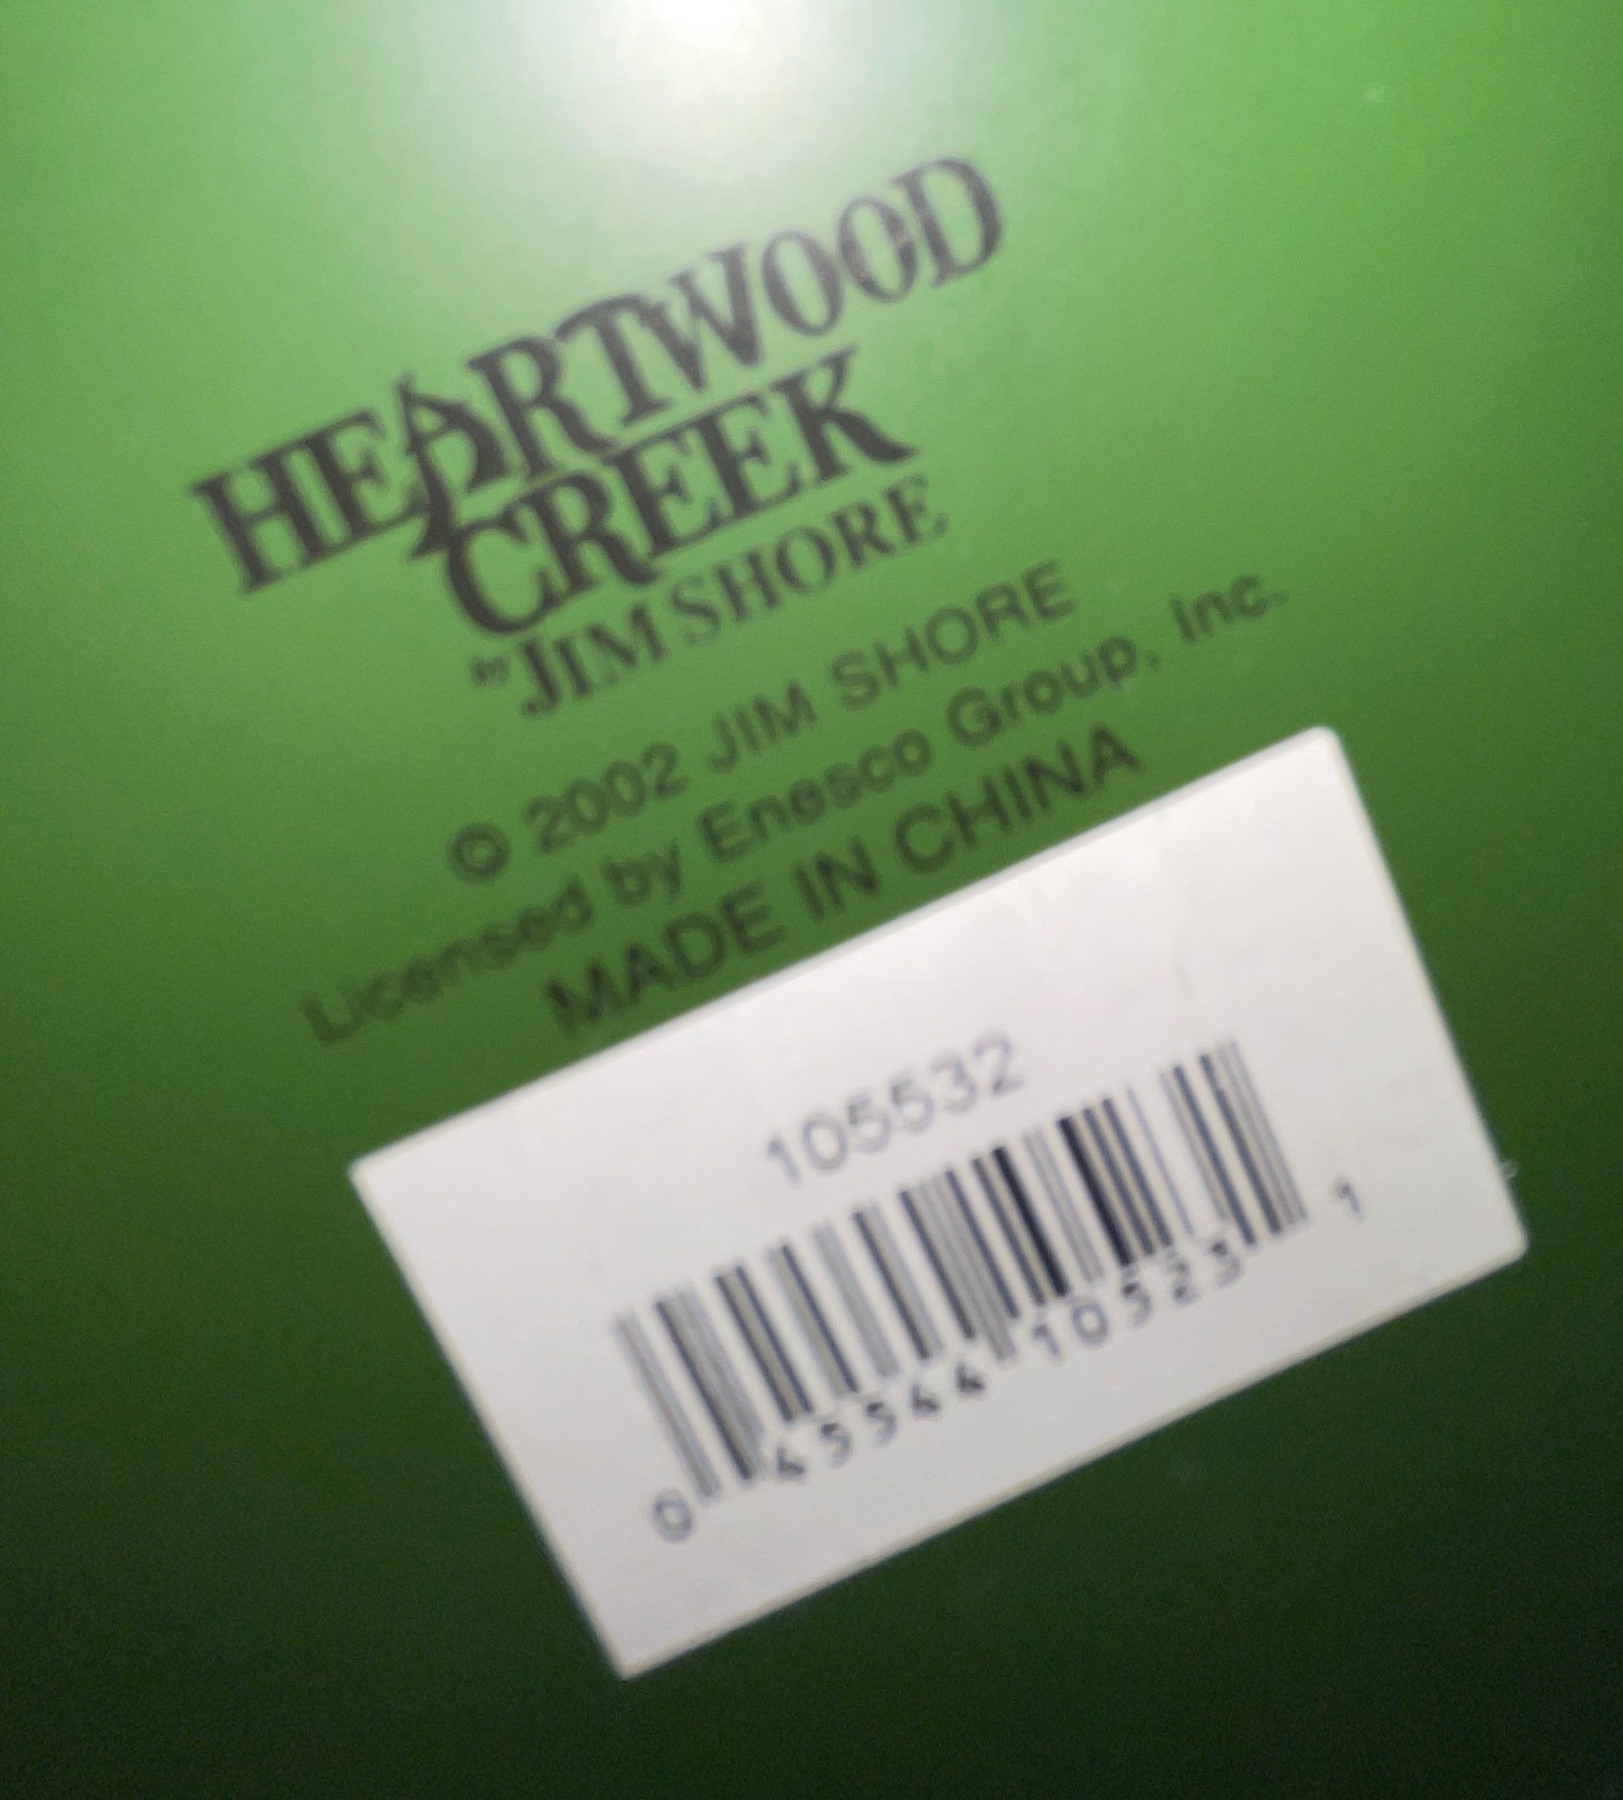 HEARTWOOD
CREEK
by JIM SHORE
© 2002 JIM SHORE
Licensed by Enesco Group, Inc.
MADE IN CHINA
105532
0 45544 10523 1